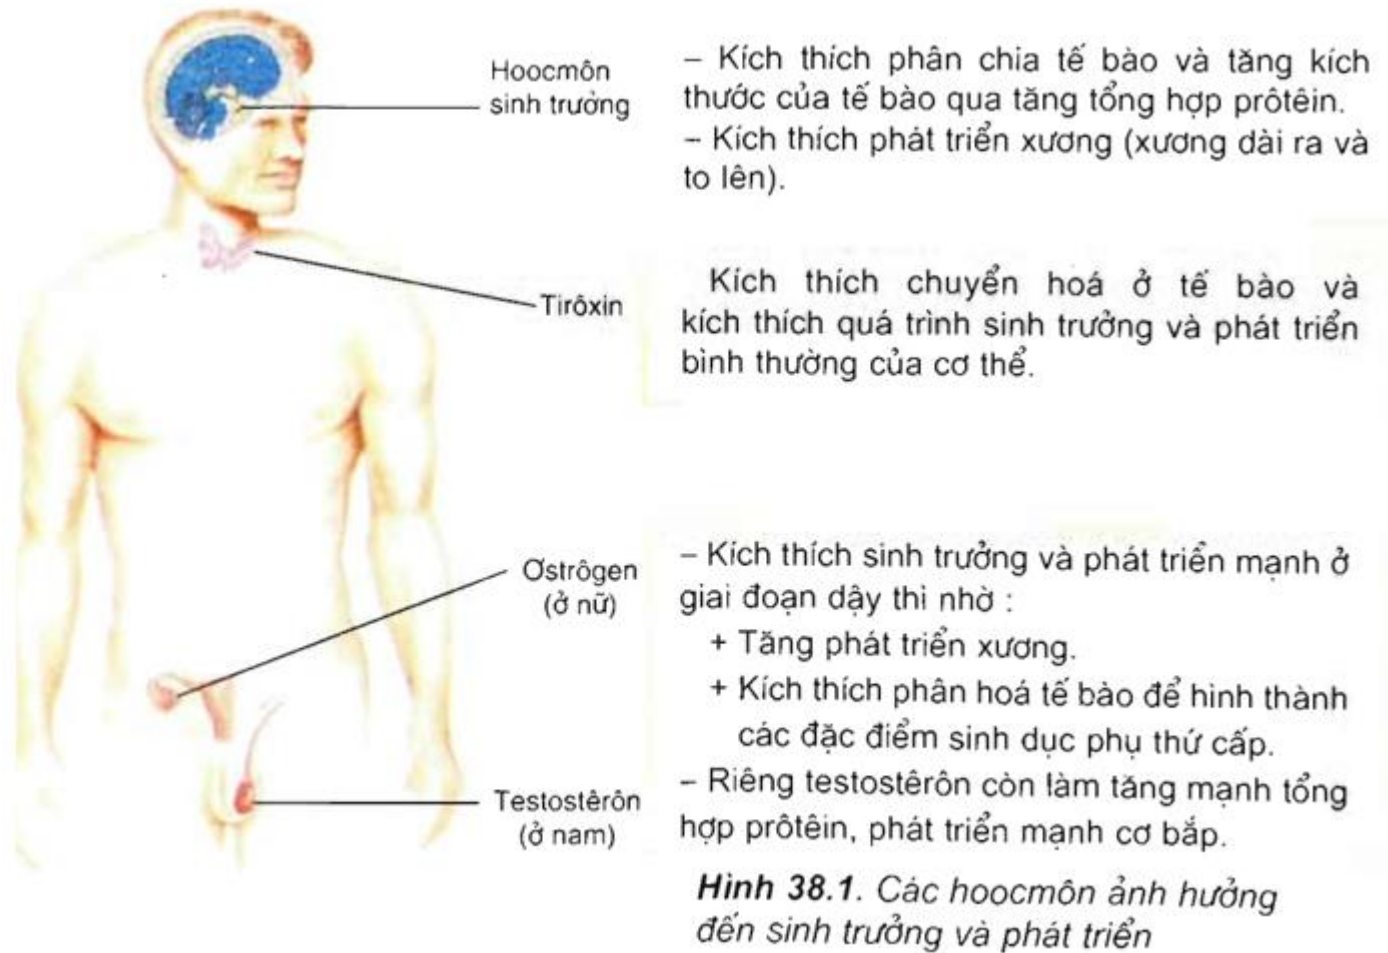 Hoocmôn
sinh trưởng
– Kích thích phân chia tế bào và tăng kích
thước của tế bào qua tăng tổng hợp prôtêin.
– Kích thích phát triển xương (xương dài ra và
to lên).
Tirôxin
Kích thích chuyển hoá ở tế bào và
kích thích quá trình sinh trưởng và phát triển
bình thường của cơ thể.
Ơstrôgen
(ở nữ)
– Kích thích sinh trưởng và phát triển mạnh ở
giai đoạn dậy thì nhờ :
+ Tăng phát triển xương.
+ Kích thích phân hoá tế bào để hình thành
các đặc điểm sinh dục phụ thứ cấp.
Testostêrôn
(ở nam)
– Riêng testostêrôn còn làm tăng mạnh tổng
hợp prôtêin, phát triển mạnh cơ bắp.
Hình 38.1. Các hoocmôn ảnh hưởng
đến sinh trưởng và phát triển